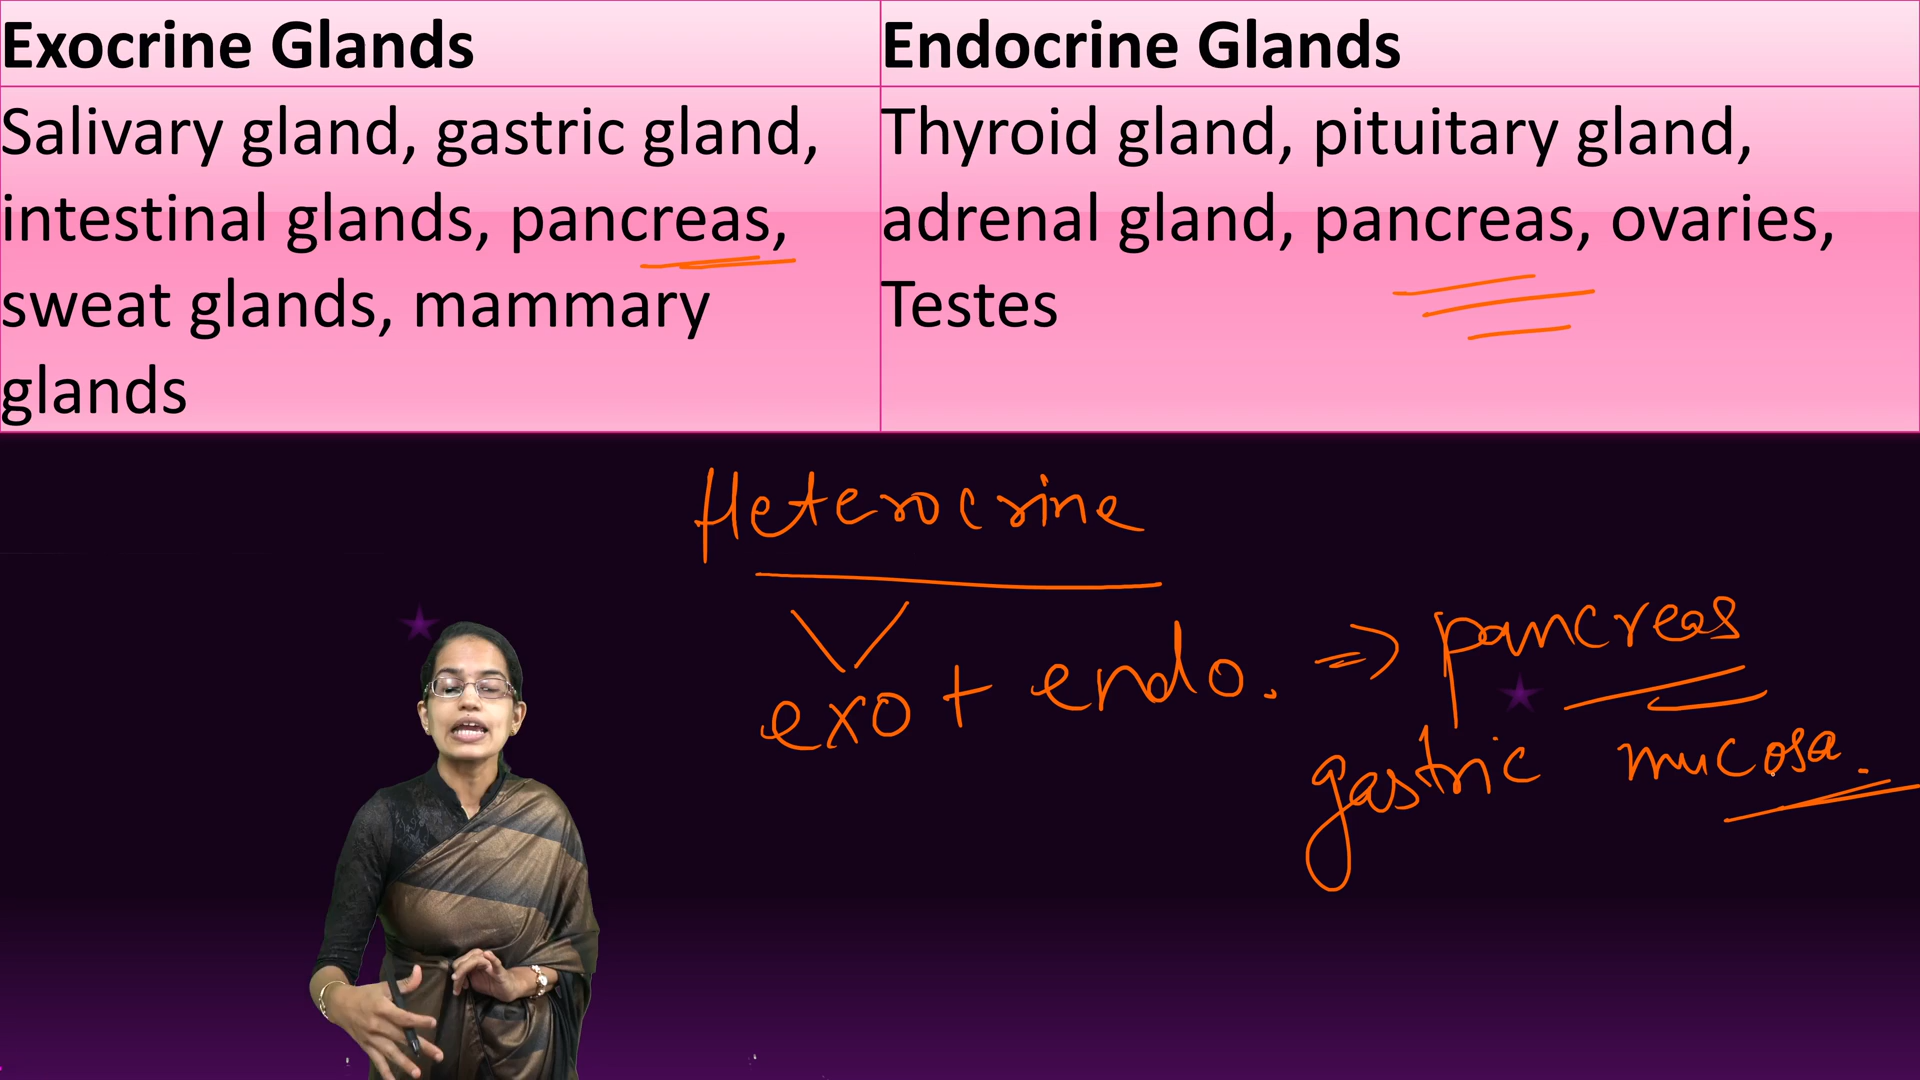 Exocrine Glands
Endocrine Glands
Salivary gland, gastric gland,
intestinal glands, pancreas,
sweat glands, mammary
glands
Thyroid gland, pituitary gland,
adrenal gland, pancreas, ovaries,
Testes
Heterocrine
exo + endo. ⇒ pancreas
gastric mucosa.